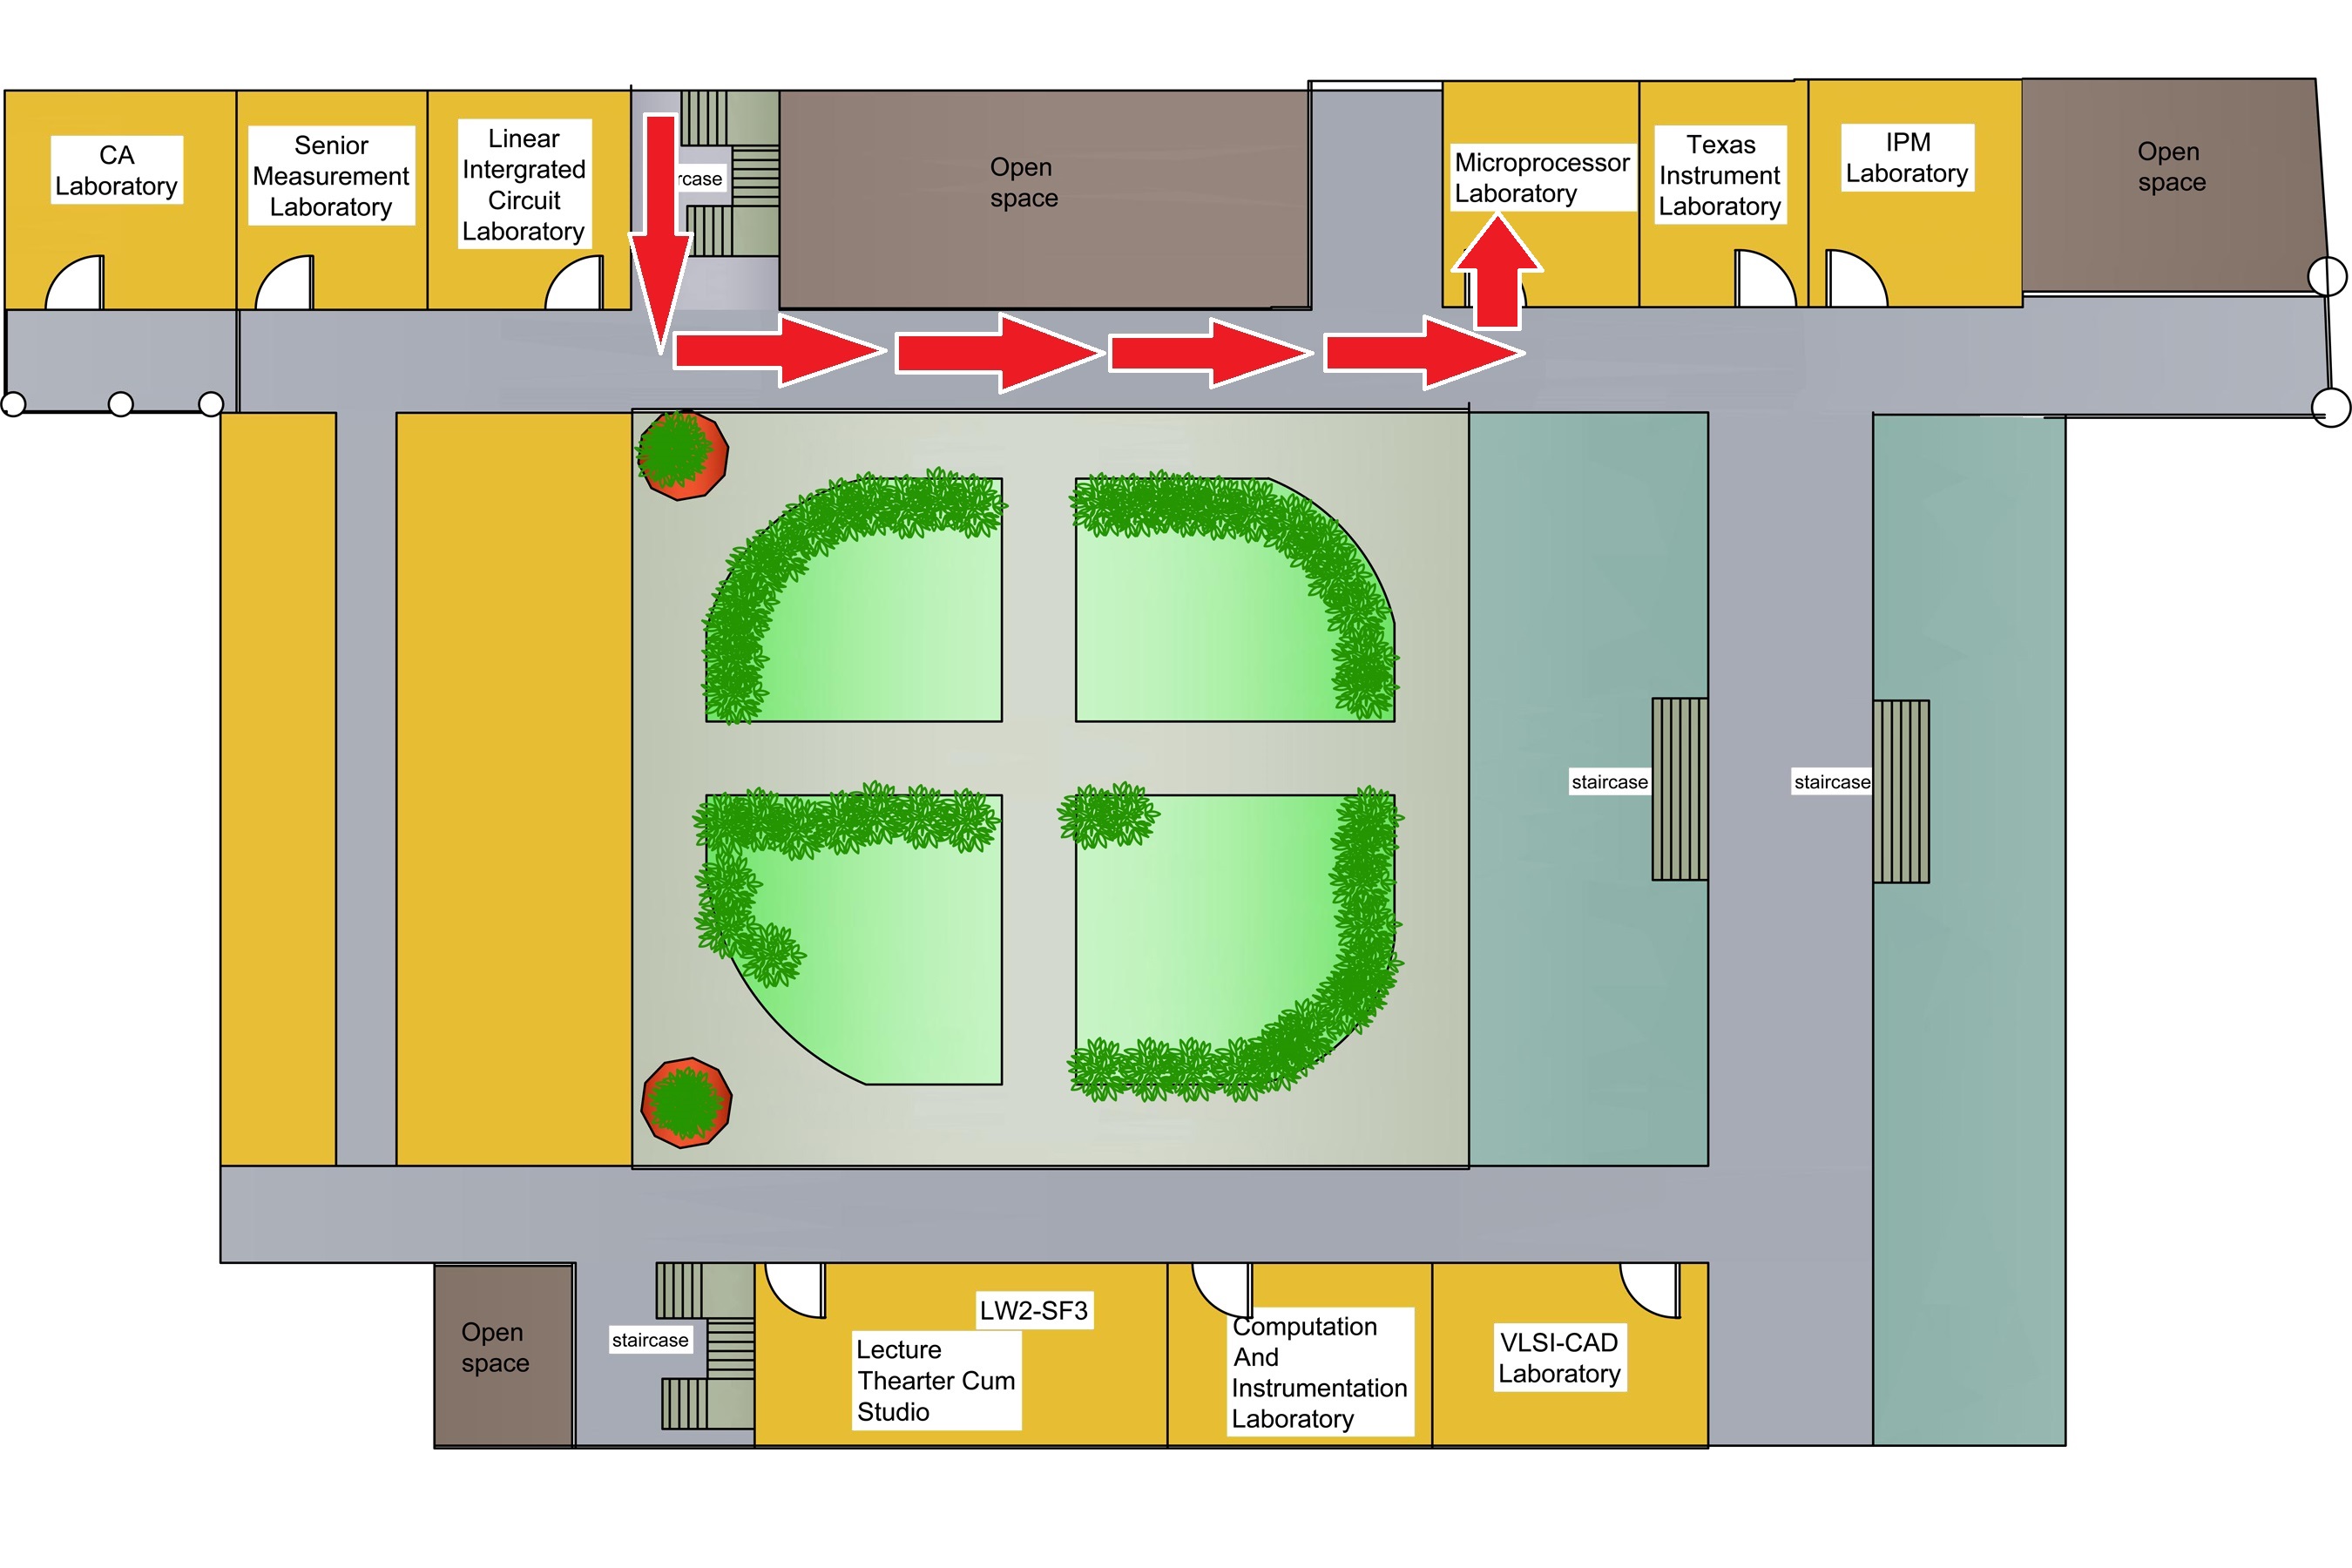 CA
Laboratory
Senior
Measurement
Laboratory
Linear
Intergrated
Circuit
Laboratory
rcase
Open
space
Microprocessor
Laboratory
Texas
Instrument
Laboratory
IPM
Laboratory
Open
space
staircase
staircase
Open
space
staircase
LW2-SF3
Lecture
Thearter Cum
Studio
Computation
And
Instrumentation
Laboratory
VLSI-CAD
Laboratory